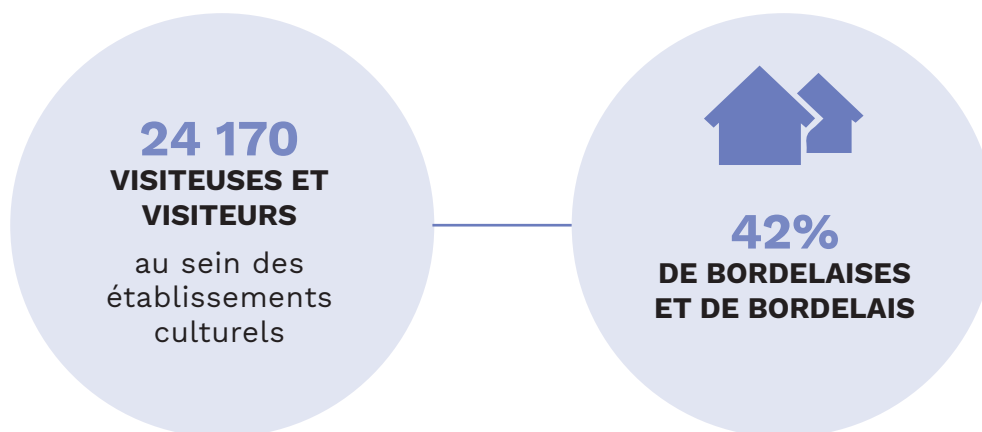 24 170
VISITEUSES ET
VISITEURS
au sein des
établissements
culturels
42%
DE BORDELAISES
ET DE BORDELAIS